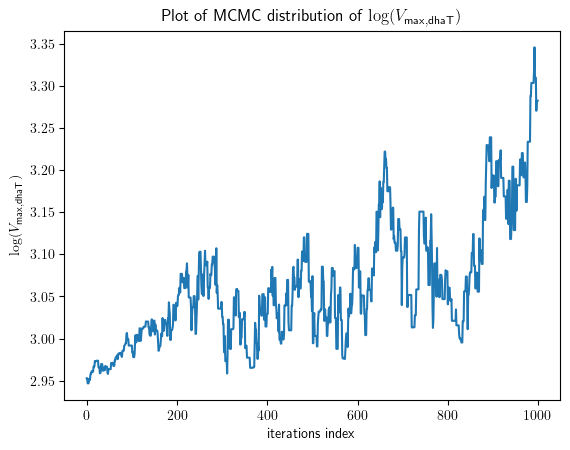 Plot of MCMC distribution of log(V_max,dhaT)
3.35
3.30
3.25
3.20
3.15
3.10
3.05
3.00
2.95
log(V_max,dhaT)
0 200 400 600 800 1000
iterations index